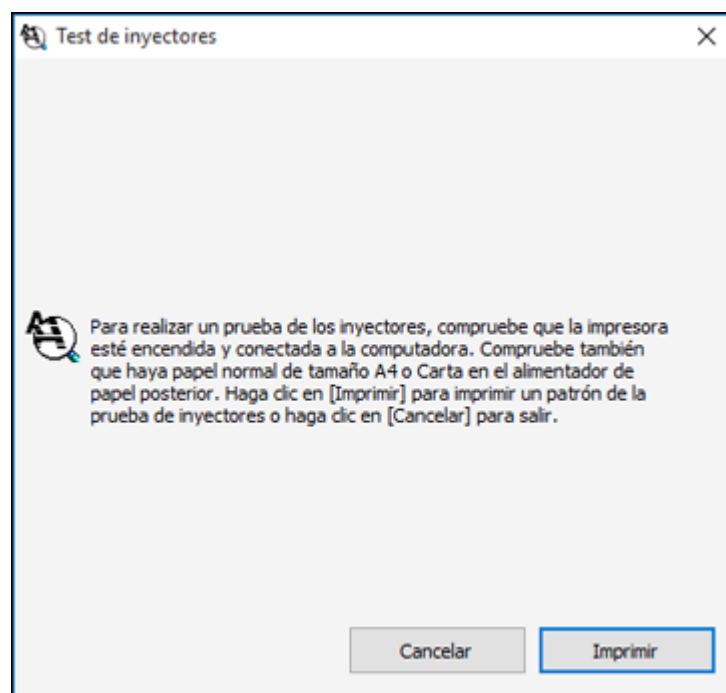 Test de inyectores
Para realizar un prueba de los inyectores, compruebe que la impresora
esté encendida y conectada a la computadora. Compruebe también
que haya papel normal de tamaño A4 o Carta en el alimentador de
papel posterior. Haga clic en [Imprimir] para imprimir un patrón de la
prueba de inyectores o haga clic en [Cancelar] para salir.
Cancelar
Imprimir